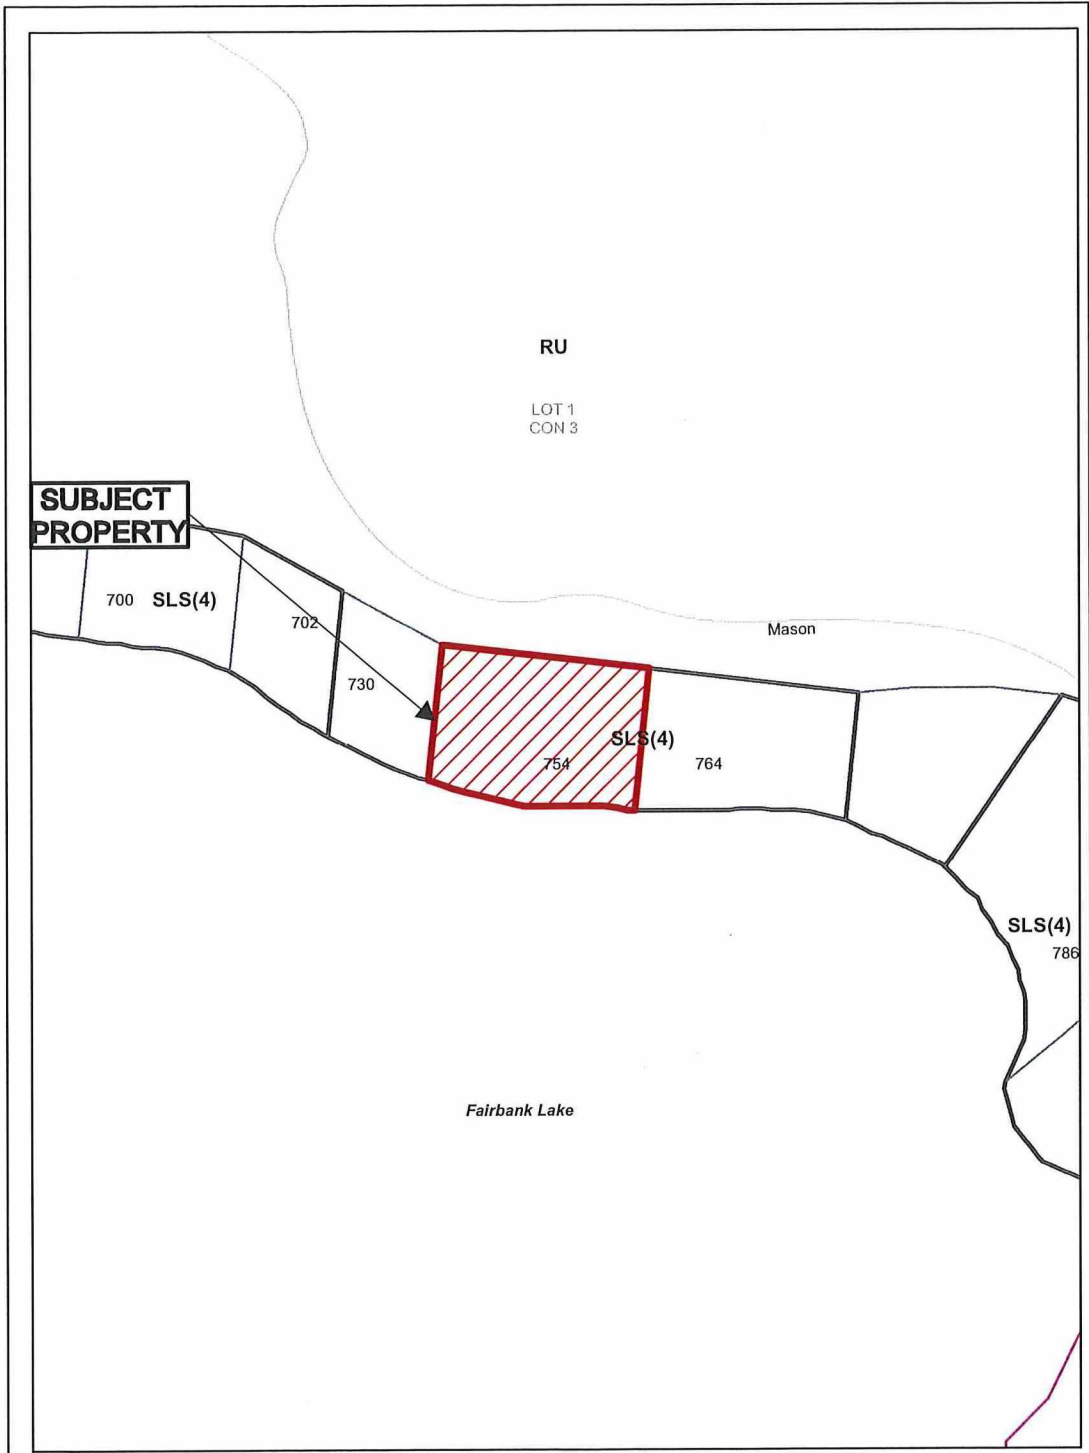 RU
LOT 1
CON 3
SUBJECT
PROPERTY
700
SLS(4)
702
Mason
730
SLS(4)
754
764
SLS(4)
786
Fairbank Lake